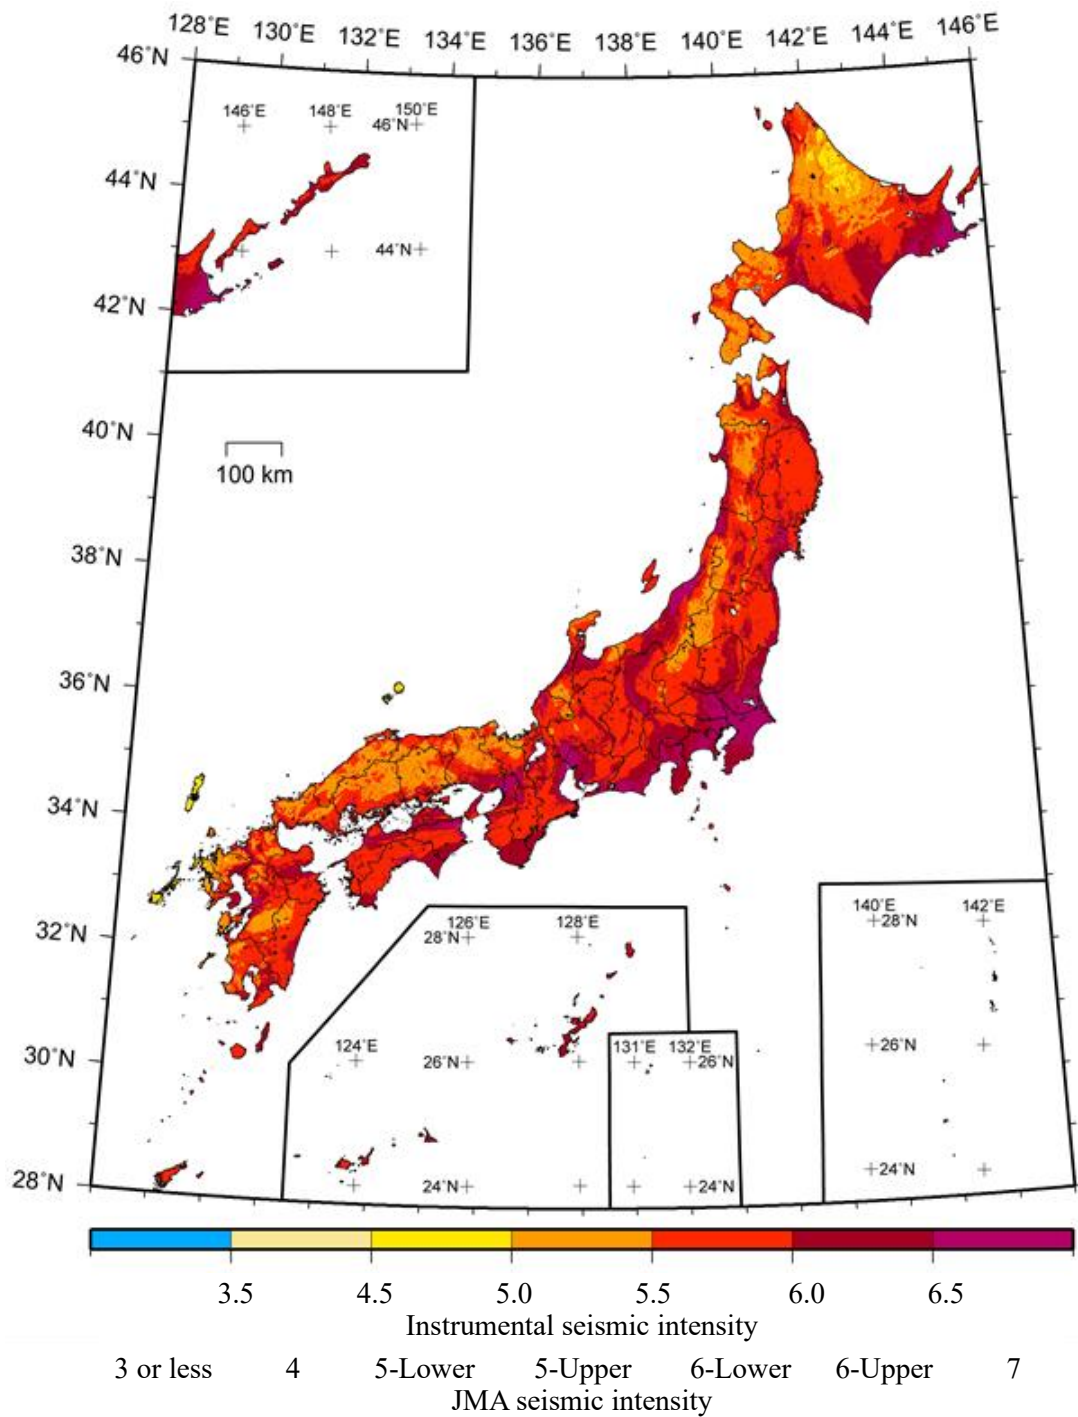 128°E 130°E 132°E 134°E 136°E 138°E 140°E 142°E 144°E 146°E
46°N
146°E 148°E 150°E
46°N
44°N
44°N
42°N
40°N
100 km
38°N
36°N
34°N
32°N
126°E 128°E
28°N
140°E 142°E
28°N
30°N
124°E
26°N
131°E 132°E
26°N
26°N
28°N
24°N
24°N
24°N
3.5 4.5 5.0 5.5 6.0 6.5
Instrumental seismic intensity
3 or less 4 5-Lower 5-Upper 6-Lower 6-Upper 7
JMA seismic intensity